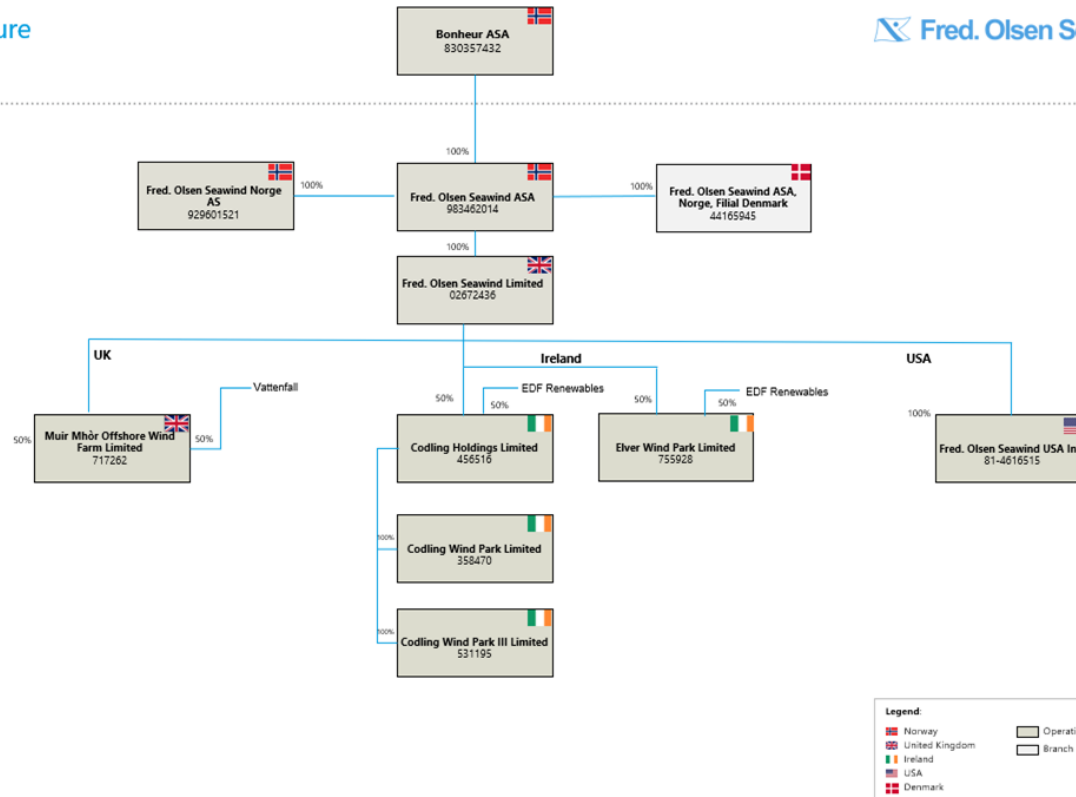 ure
Fred. Olsen Se
Bonheur ASA
830357432
100%
Fred. Olsen Seawind Norge
AS
929601521
100%
Fred. Olsen Seawind ASA
983462014
100%
Fred. Olsen Seawind ASA,
Norge, Filial Denmark
44165945
100%
Fred. Olsen Seawind Limited
02672436
UK
Ireland
USA
Vattenfall
EDF Renewables
EDF Renewables
50%
50%
50%
50%
100%
50%
Muir Mhòr Offshore Wind
Farm Limited
717262
50%
Codling Holdings Limited
456516
Elver Wind Park Limited
755928
Fred. Olsen Seawind USA In
81-4616515
100%
Codling Wind Park Limited
358470
100%
Codling Wind Park III Limited
531195
Legend:
Norway
United Kingdom
Ireland
USA
Denmark
Operati
Branch